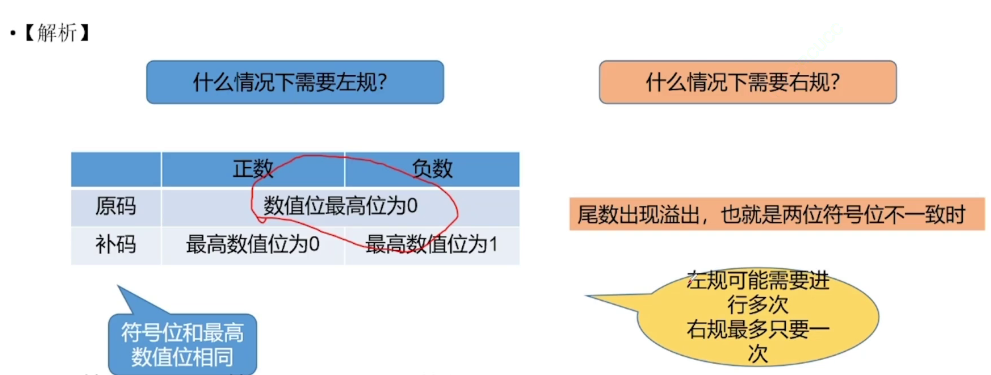 •【解析】
什么情况下需要左规?
什么情况下需要右规?
正数 负数
原码 数值位最高位为0
补码 最高数值位为0 最高数值位为1
尾数出现溢出，也就是两位符号位不一致时
符号位和最高
数值位相同
左规可能需要进
行多次
右规最多只要一
次